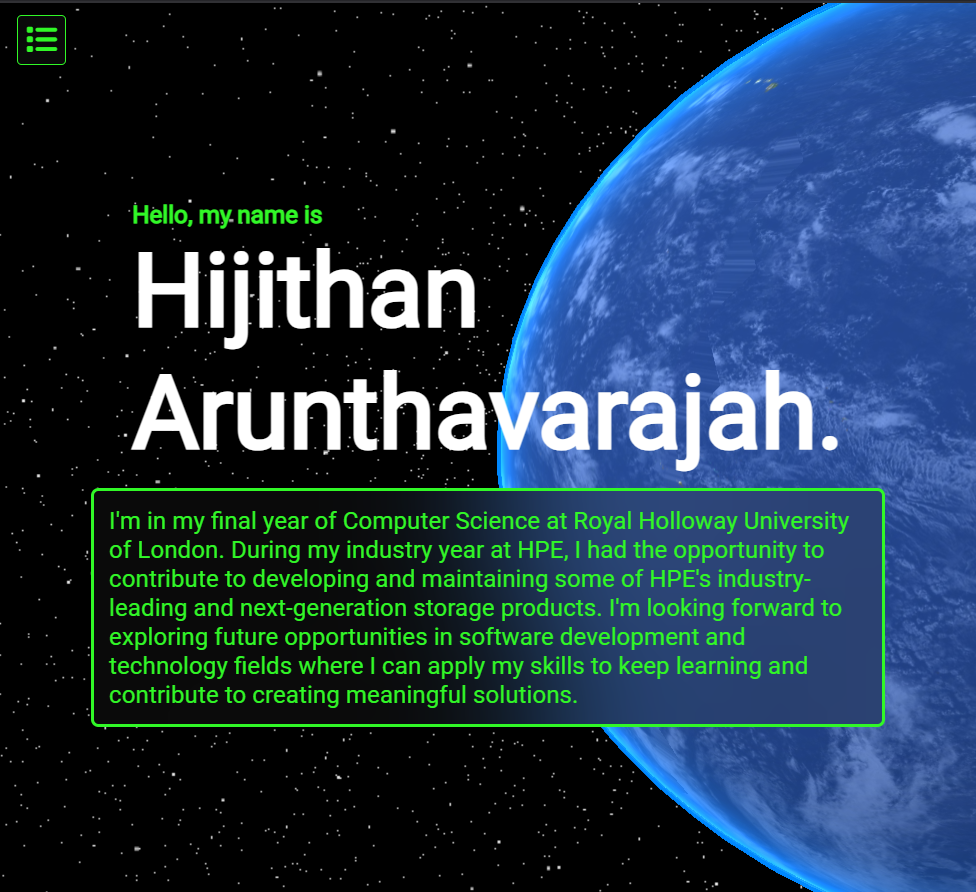 Hello, my name is
Hijithan
Arunthavarajah.
I'm in my final year of Computer Science at Royal Holloway University
of London. During my industry year at HPE, I had the opportunity to
contribute to developing and maintaining some of HPE's industry-
leading and next-generation storage products. I'm looking forward to
exploring future opportunities in software development and
technology fields where I can apply my skills to keep learning and
contribute to creating meaningful solutions.